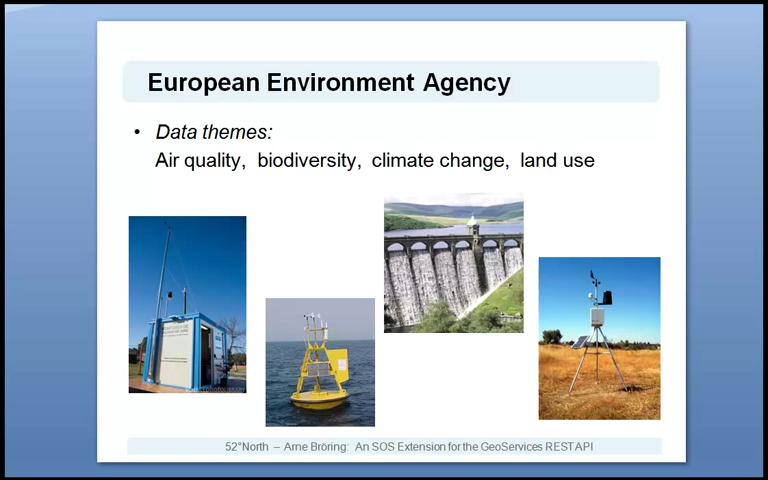 European Environment Agency
• Data themes:
Air quality, biodiversity, climate change, land use
52°North – Arne Bröring: An SOS Extension for the GeoServices REST API